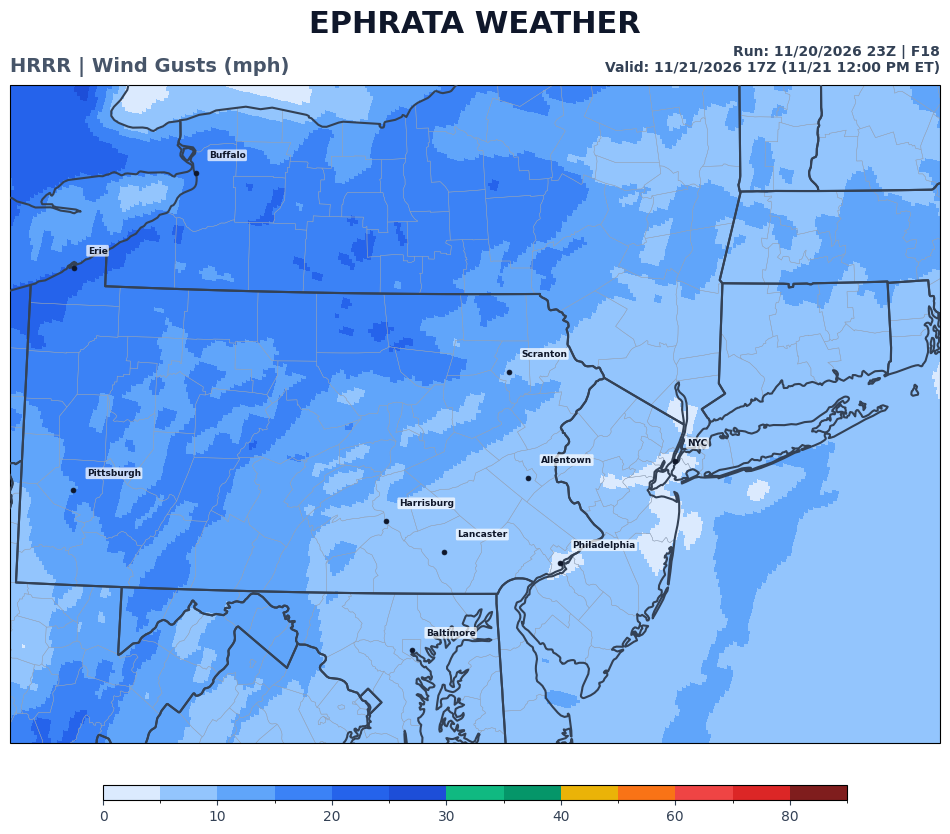 EPHRATA WEATHER
HRRR | Wind Gusts (mph)
Run: 11/20/2026 23Z | F18
Valid: 11/21/2026 17Z (11/21 12:00 PM ET)
Buffalo
Erie
Scranton
NYC
Allentown
Pittsburgh
Harrisburg
Lancaster
Philadelphia
Baltimore
0 10 20 30 40 60 80